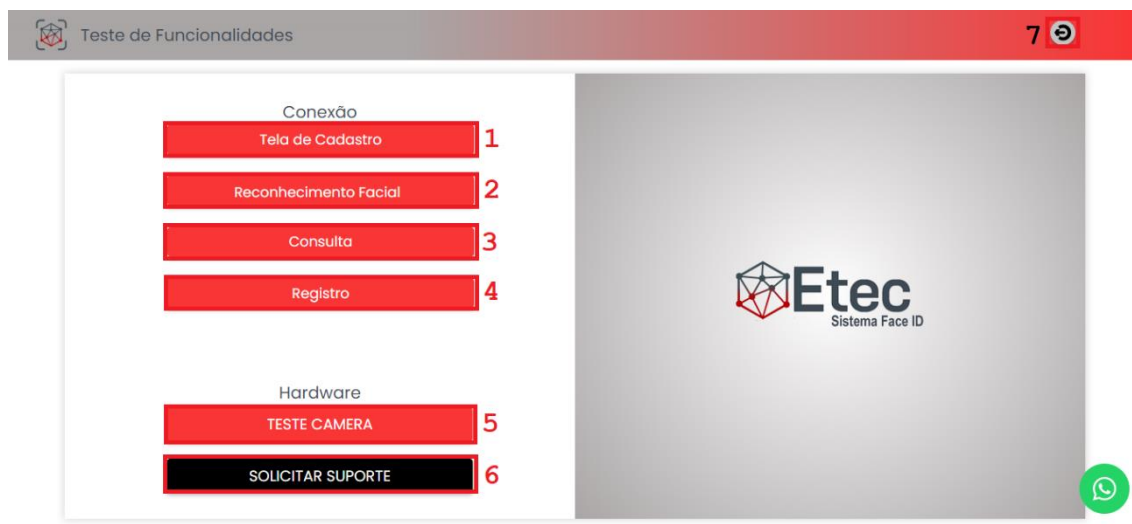 Teste de Funcionalidades
7
Conexão
Tela de Cadastro 1
Reconhecimento Facial 2
Consulta 3
Registro 4
Etec
Sistema Face ID
Hardware
TESTE CAMERA 5
SOLICITAR SUPORTE 6